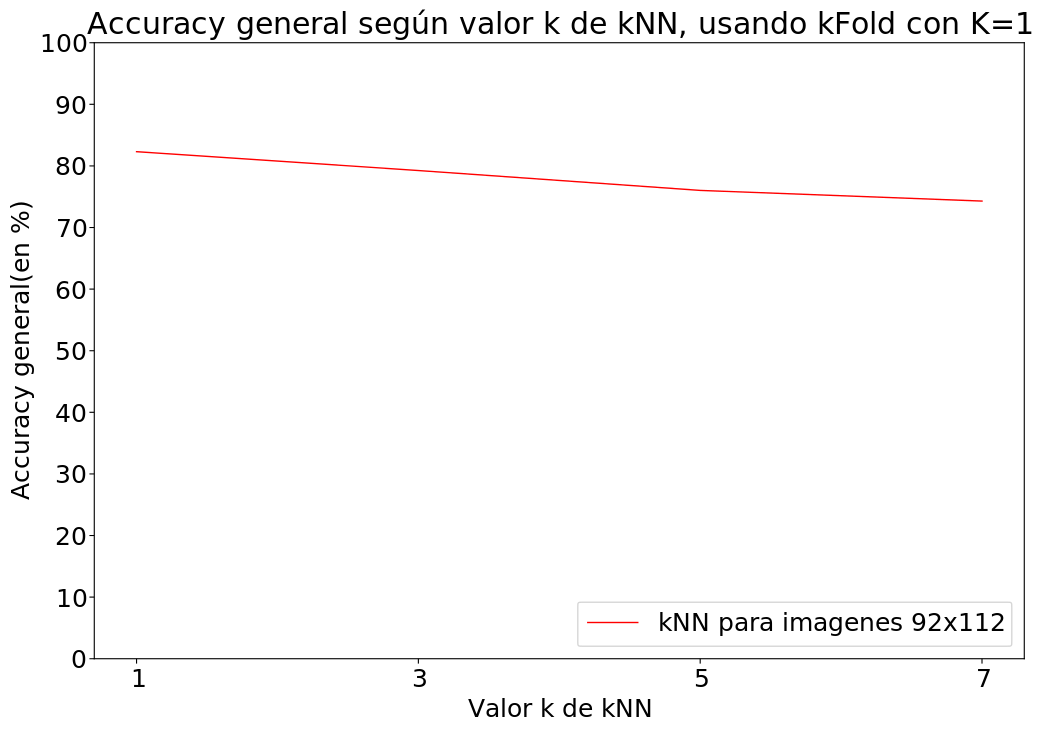 Accuracy general según valor k de kNN, usando kFold con K=1
100
90
80
70
60
50
40
30
20
10
0
Accuracy general(en %)
kNN para imagenes 92x112
1 3 5 7
Valor k de kNN